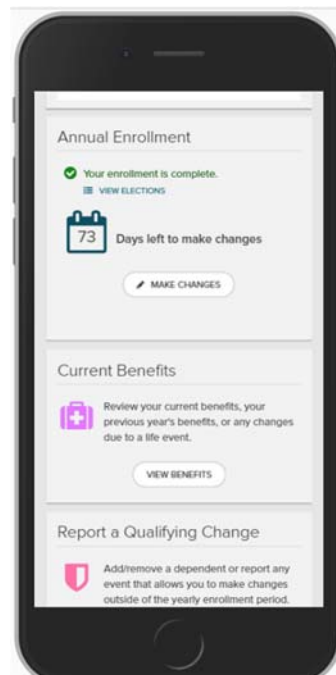 Annual Enrollment
Your enrollment is complete.
VIEW ELECTIONS
73
Days left to make changes
MAKE CHANGES
Current Benefits
Review your current benefits, your
previous year's benefits, or any changes
due to a life event.
VIEW BENEFITS
Report a Qualifying Change
Add/remove a dependent or report any
event that allows you to make changes
outside of the yearly enrollment period.